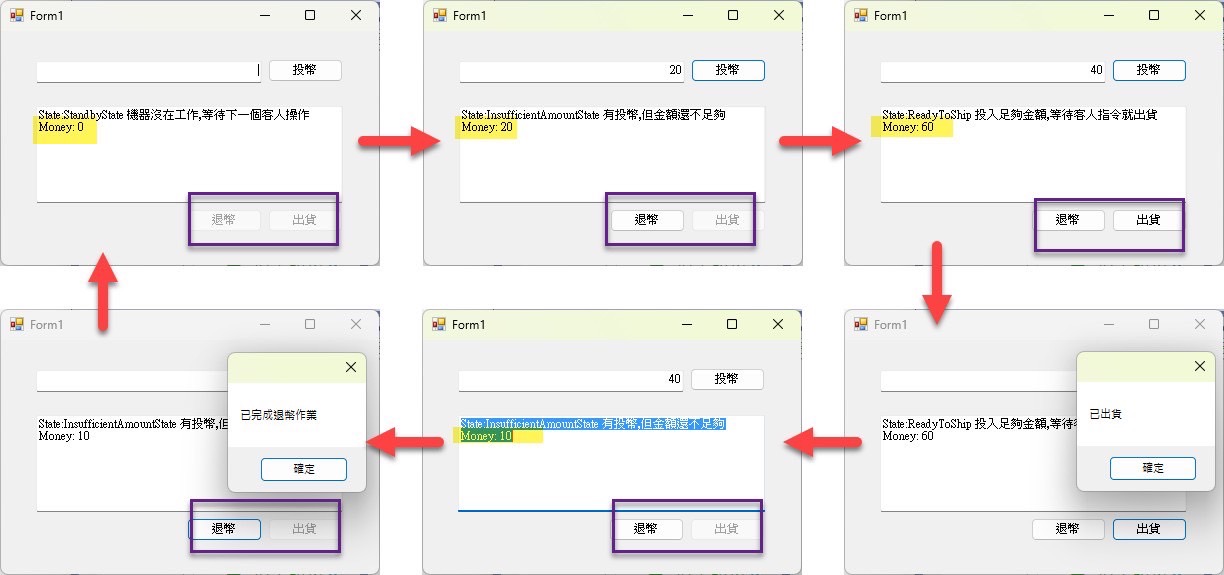 Form1
投幣
State:StandbyState 機器沒在工作,等待下一個客人操作
Money: 0
退幣
出貨
Form1
20
投幣
State:InsufficientAmountState 有投幣,但金額還不足夠
Money: 20
退幣
出貨
Form1
40
投幣
State:ReadyToShip 投入足夠金額,等待客人指令就出貨
Money: 60
退幣
出貨
Form1
State:InsufficientAmountState 有投幣,但
Money: 10
已完成退幣作業
確定
退幣
出貨
Form1
40
投幣
State:InsufficientAmountState 有投幣,但金額還不足夠
Money: 10
退幣
出貨
Form1
State:ReadyToShip 投入足夠金額,等待
Money: 60
已出貨
確定
退幣
出貨